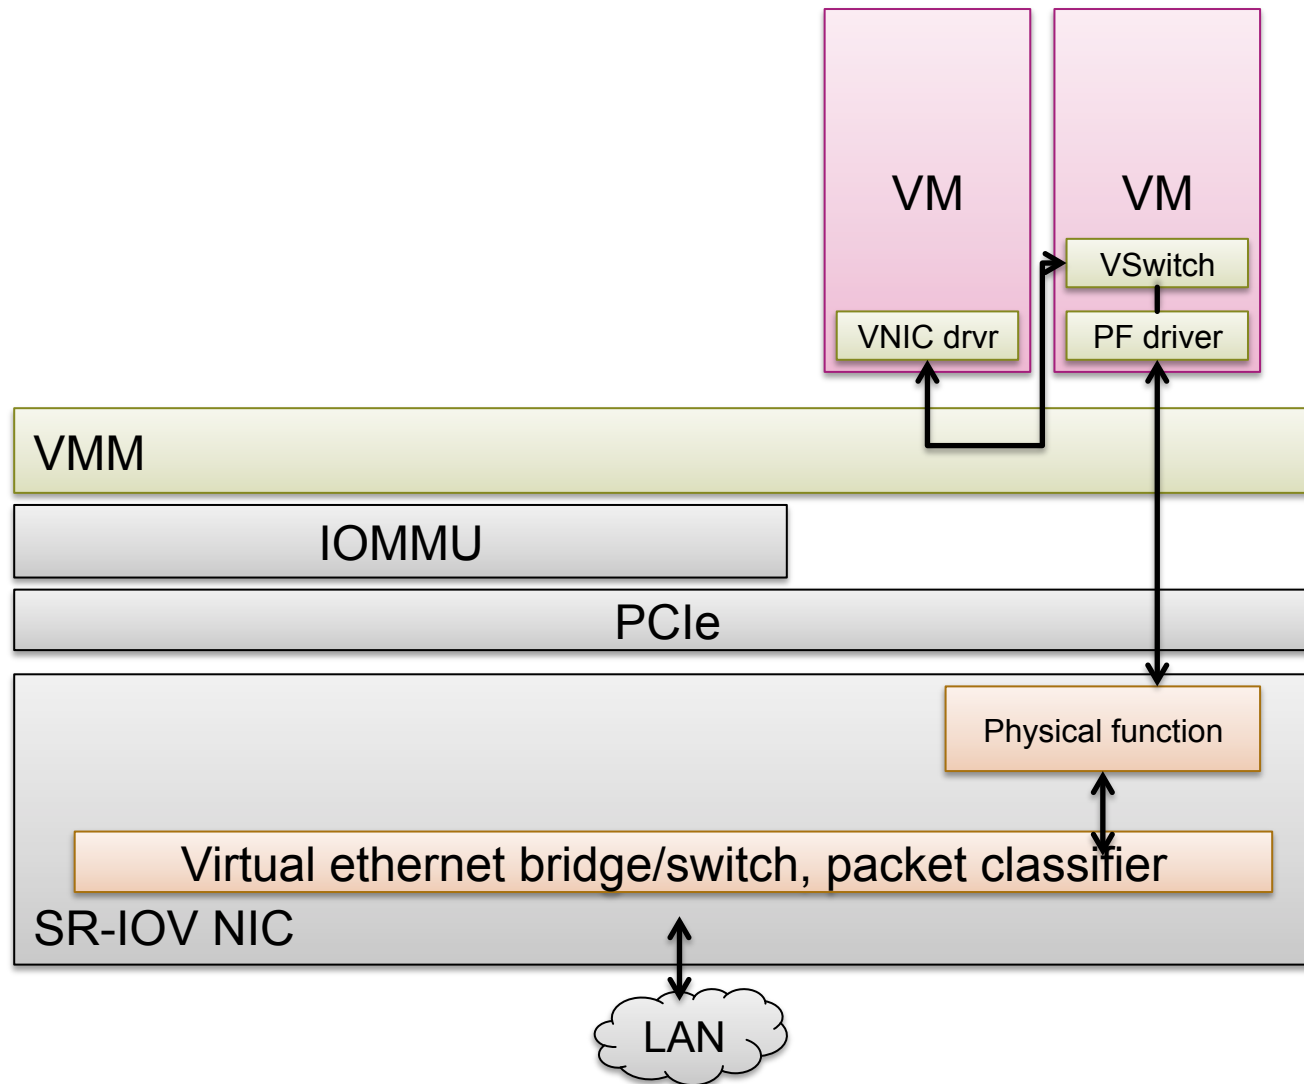 VM
VM
VSwitch
VNIC drvr
PF driver
VMM
IOMMU
PCIe
Physical function
Virtual ethernet bridge/switch, packet classifier
SR-IOV NIC
LAN